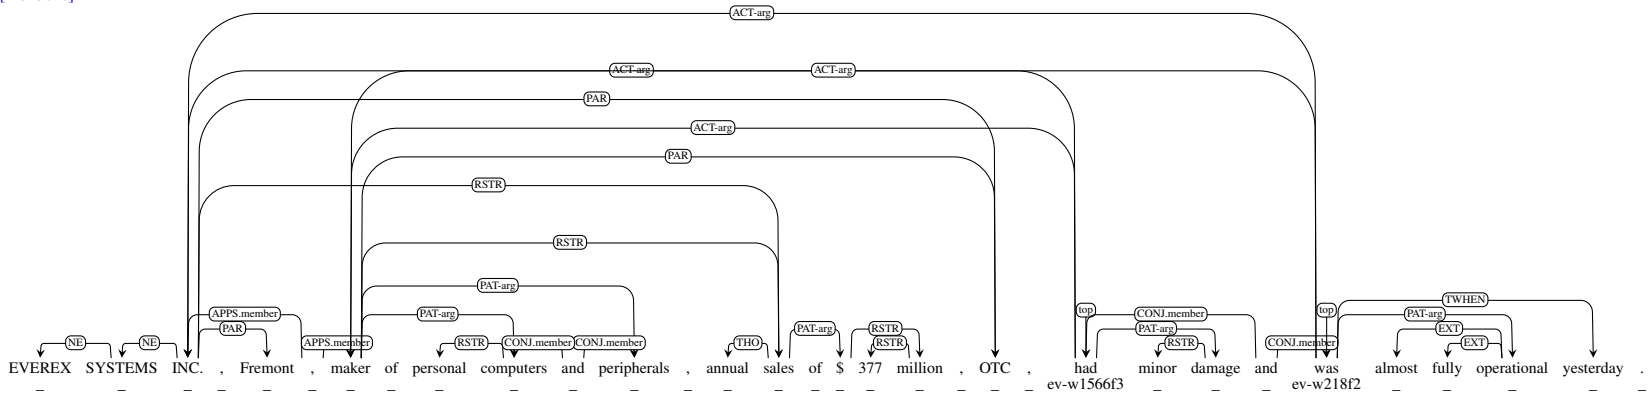 ACT-arg
ACT-arg ACT-arg
PAR
ACT-arg
PAR
RSTR
RSTR
PAT-arg
TWHEN
top top
APPS.member PAT-arg CONJ.member PAT-arg
PAR PAT-arg RSTR PAT-arg EXT
NE NE APPS.member RSTR CONJ.member CONJ.member THO RSTR RSTR CONJ.member EXT
EVEREX SYSTEMS INC. , Fremont , maker of personal computers and peripherals , annual sales of $ 377 million , OTC , had minor damage and was almost fully operational yesterday .
_ _ _ _ _ _ _ _ _ _ _ _ _ _ _ _ _ _ _ _ _ _ ev-w1566f3 _ _ _ ev-w218f2 _ _ _ _ _